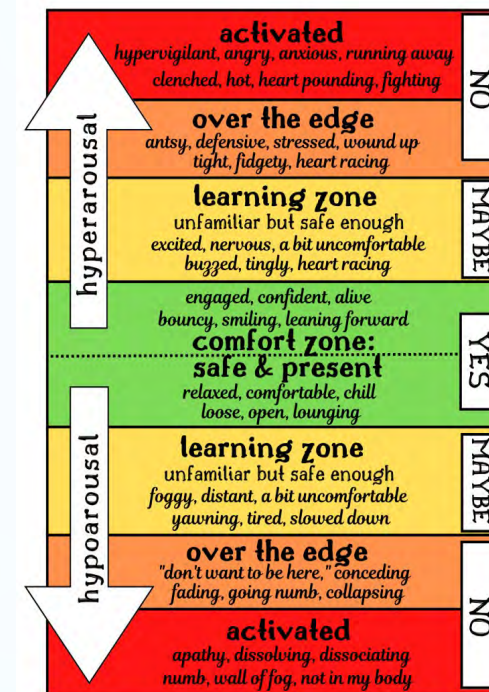 activated
hypervigilant, angry, anxious, running away
clenched, hot, heart pounding, fighting
NO
over the edge
antsy, defensive, stressed, wound up
tight, fidgety, heart racing
hyperarousal
learning zone
unfamiliar but safe enough
excited, nervous, a bit uncomfortable
buzzed, tingly, heart racing
MAYBE
engaged, confident, alive
bouncy, smiling, leaning forward
comfort zone:
safe & present
relaxed, comfortable, chill
loose, open, lounging
YES
learning zone
unfamiliar but safe enough
foggy, distant, a bit uncomfortable
yawning, tired, slowed down
MAYBE
hypoarousal
over the edge
"don't want to be here," conceding
fading, going numb, collapsing
activated
apathy, dissolving, dissociating
numb, wall of fog, not in my body
NO